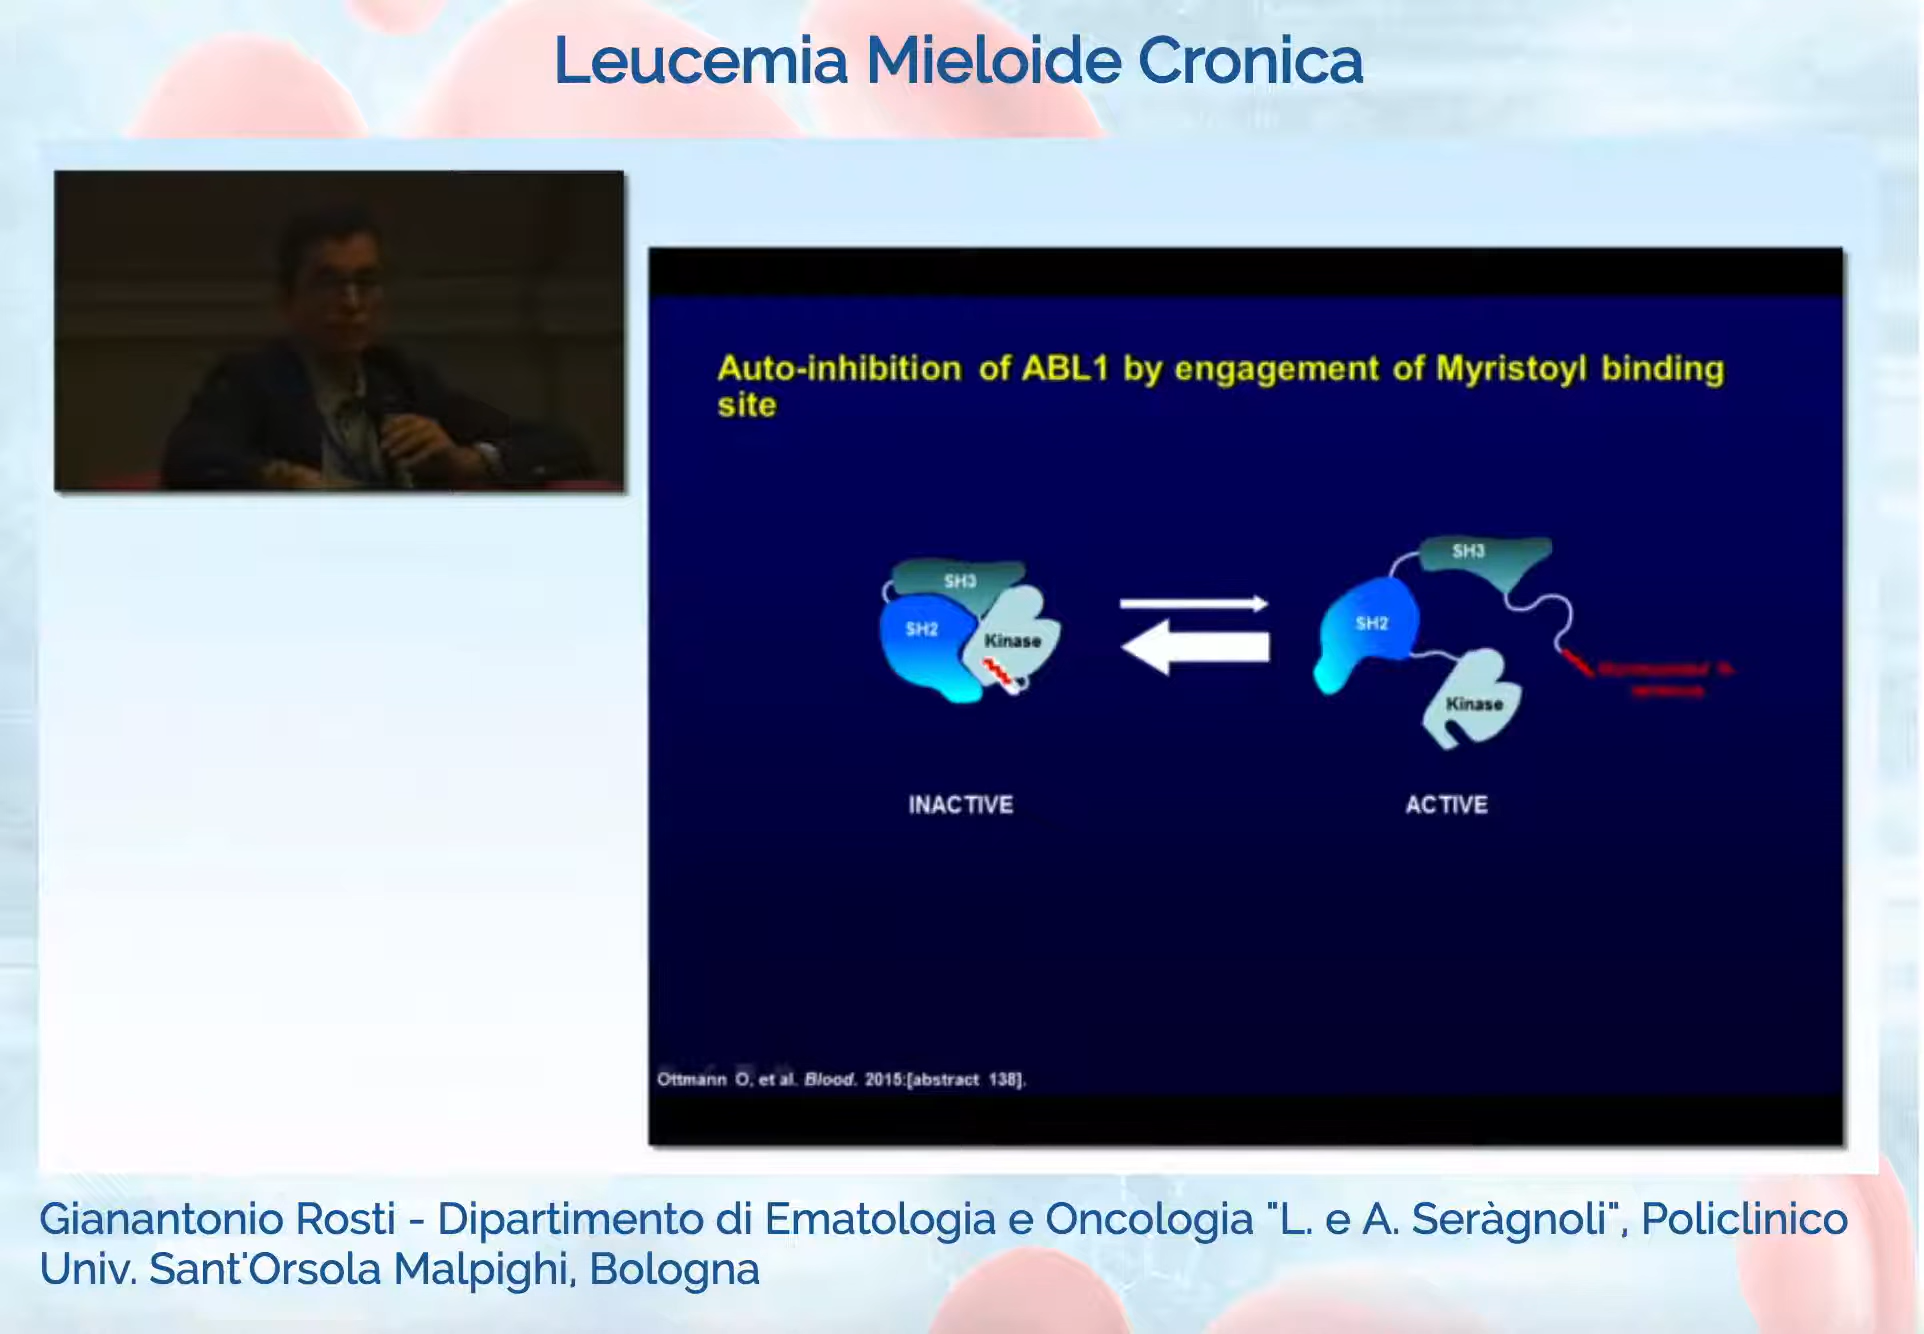 Leucemia Mieloide Cronica
Auto-inhibition of ABL1 by engagement of Myristoyl binding
site
SH3
SH2
Kinase
INACTIVE
SH3
SH2
Kinase
ACTIVE
Ottmann O, et al. Blood. 2015:[abstract 138].
Gianantonio Rosti - Dipartimento di Ematologia e Oncologia "L. e A. Seràgnoli", Policlinico
Univ. Sant'Orsola Malpighi, Bologna